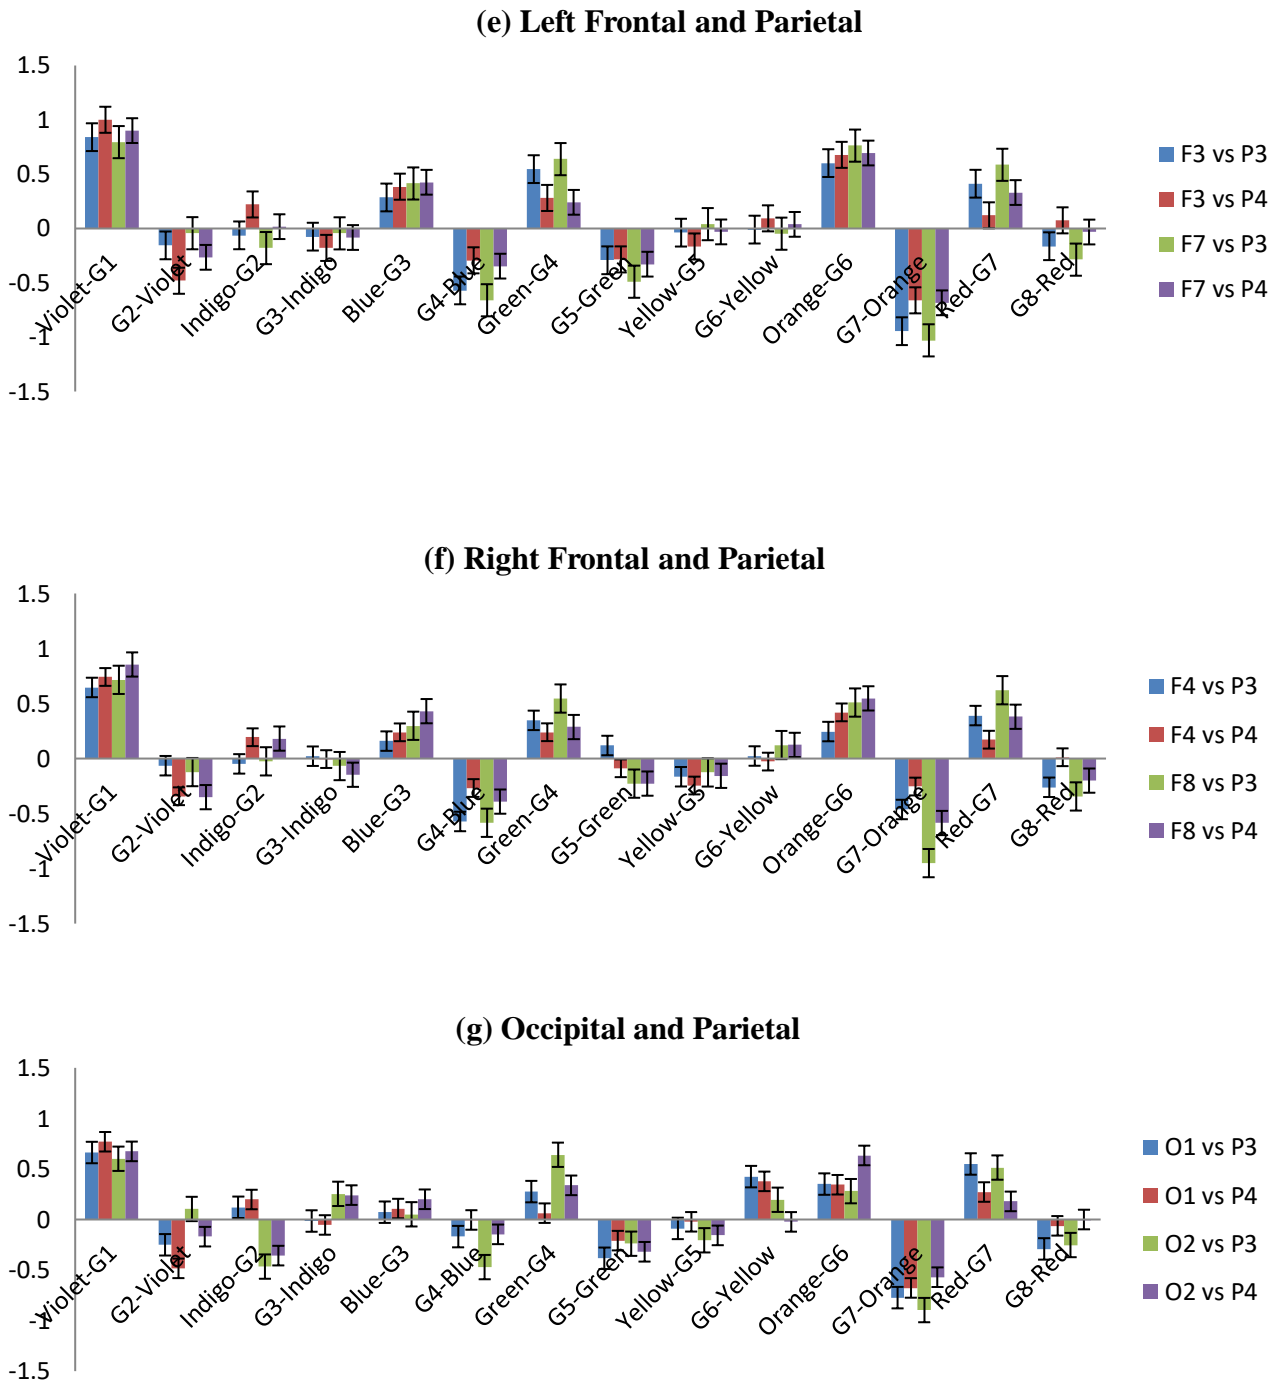 (e) Left Frontal and Parietal
1.5
1
0.5
0
-0.5
-1
-1.5
Violet-G1
G2-Violet
Indigo-G2
G3-Indigo
Blue-G3
G4-Blue
Green-G4
G5-Green
Yellow-G5
G6-Yellow
Orange-G6
G7-Orange
Red-G7
G8-Red
F3 vs P3
F3 vs P4
F7 vs P3
F7 vs P4
(f) Right Frontal and Parietal
1.5
1
0.5
0
-0.5
-1
-1.5
Violet-G1
G2-Violet
Indigo-G2
G3-Indigo
Blue-G3
G4-Blue
Green-G4
G5-Green
Yellow-G5
G6-Yellow
Orange-G6
G7-Orange
Red-G7
G8-Red
F4 vs P3
F4 vs P4
F8 vs P3
F8 vs P4
(g) Occipital and Parietal
1.5
1
0.5
0
-0.5
-1
-1.5
Violet-G1
G2-Violet
Indigo-G2
G3-Indigo
Blue-G3
G4-Blue
Green-G4
G5-Green
Yellow-G5
G6-Yellow
Orange-G6
G7-Orange
Red-G7
G8-Red
O1 vs P3
O1 vs P4
O2 vs P3
O2 vs P4